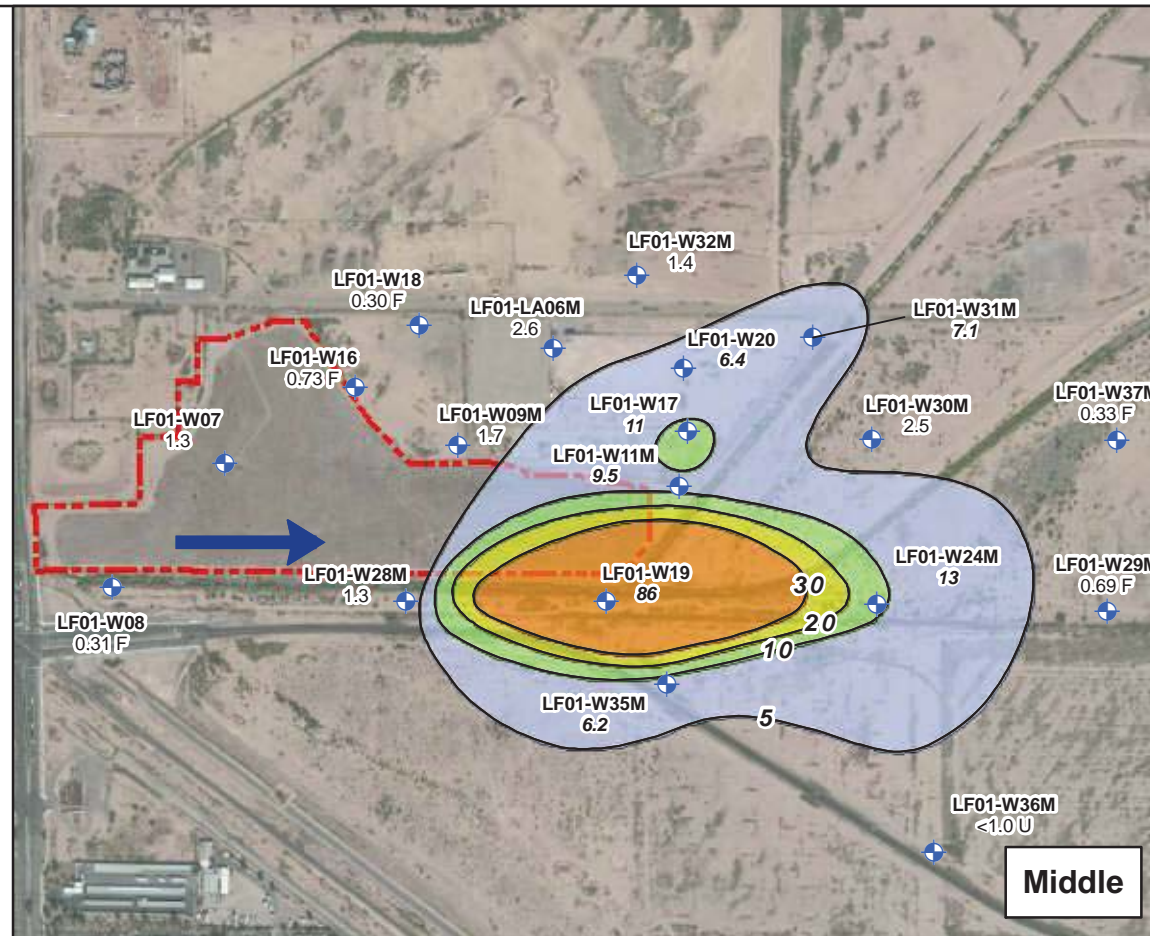 LF01-W32M
1.4
LF01-W18
0.30 F
LF01-LA06M
2.6
LF01-W31M
7.1
LF01-W20
6.4
LF01-W16
0.73 F
LF01-W37M
0.33 F
LF01-W17
11
LF01-W30M
2.5
LF01-W07
1.3
LF01-W09M
1.7
LF01-W11M
9.5
LF01-W24M
13
LF01-W29M
0.69 F
LF01-W28M
1.3
LF01-W19
86
30
20
10
5
LF01-W08
0.31 F
LF01-W35M
6.2
LF01-W36M
<1.0 U
Middle